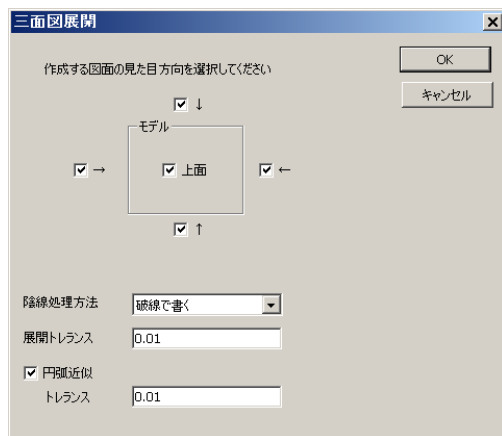 三面図展開
作成する図面の見た目方向を選択してください
OK
キャンセル
↓
モデル
→
上面
←
↑
陰線処理方法
破線で書く
展開トレランス
0.01
円弧近似
トレランス
0.01